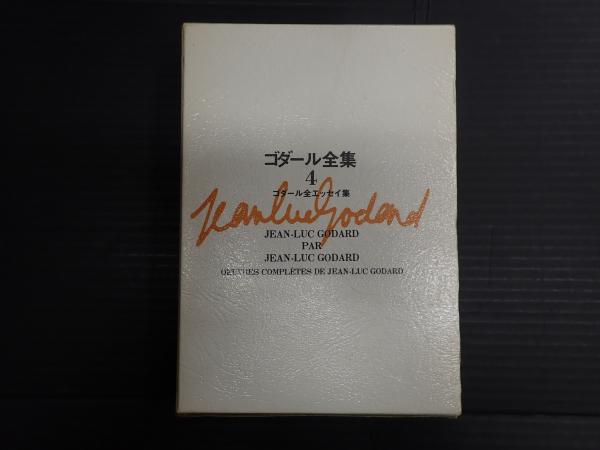 ゴダール全集
4
ゴダール全エッセイ集
JeanLucGodard
JEAN-LUC GODARD
PAR
JEAN-LUC GODARD
OEUVRES COMPLÈTES DE JEAN-LUC GODARD